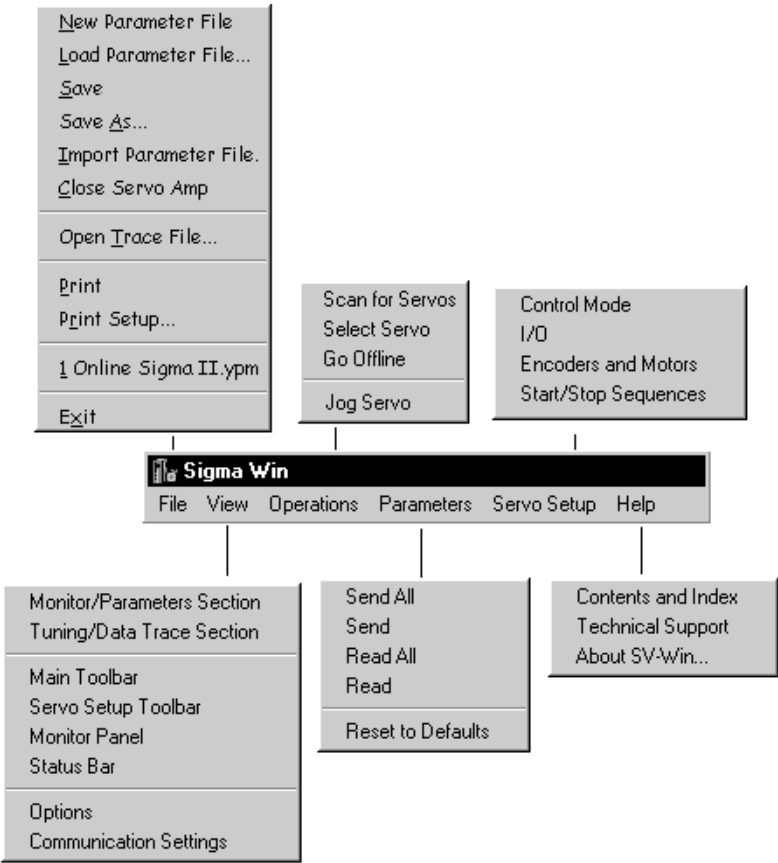 New Parameter File
Load Parameter File...
Save
Save As...
Import Parameter File.
Close Servo Amp
Open Trace File...
Print
Print Setup...
1 Online Sigma II.ypm
Exit
Scan for Servos
Select Servo
Go Offline
Jog Servo
Control Mode
I/O
Encoders and Motors
Start/Stop Sequences
Sigma Win
File View Operations Parameters Servo Setup Help
Monitor/Parameters Section
Tuning/Data Trace Section
Main Toolbar
Servo Setup Toolbar
Monitor Panel
Status Bar
Options
Communication Settings
Send All
Send
Read All
Read
Reset to Defaults
Contents and Index
Technical Support
About SV-Win...